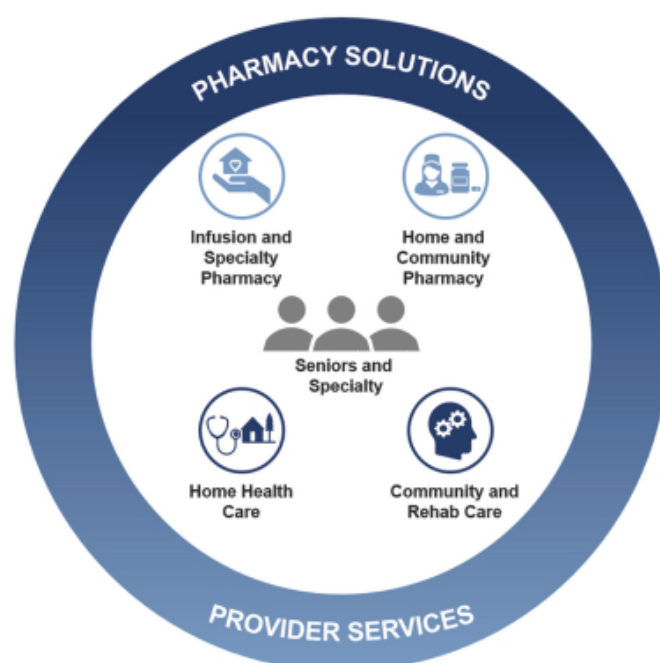 PHARMACY SOLUTIONS
Infusion and
Specialty
Pharmacy
Home and
Community
Pharmacy
Seniors and
Specialty
Home Health
Care
Community and
Rehab Care
PROVIDER SERVICES